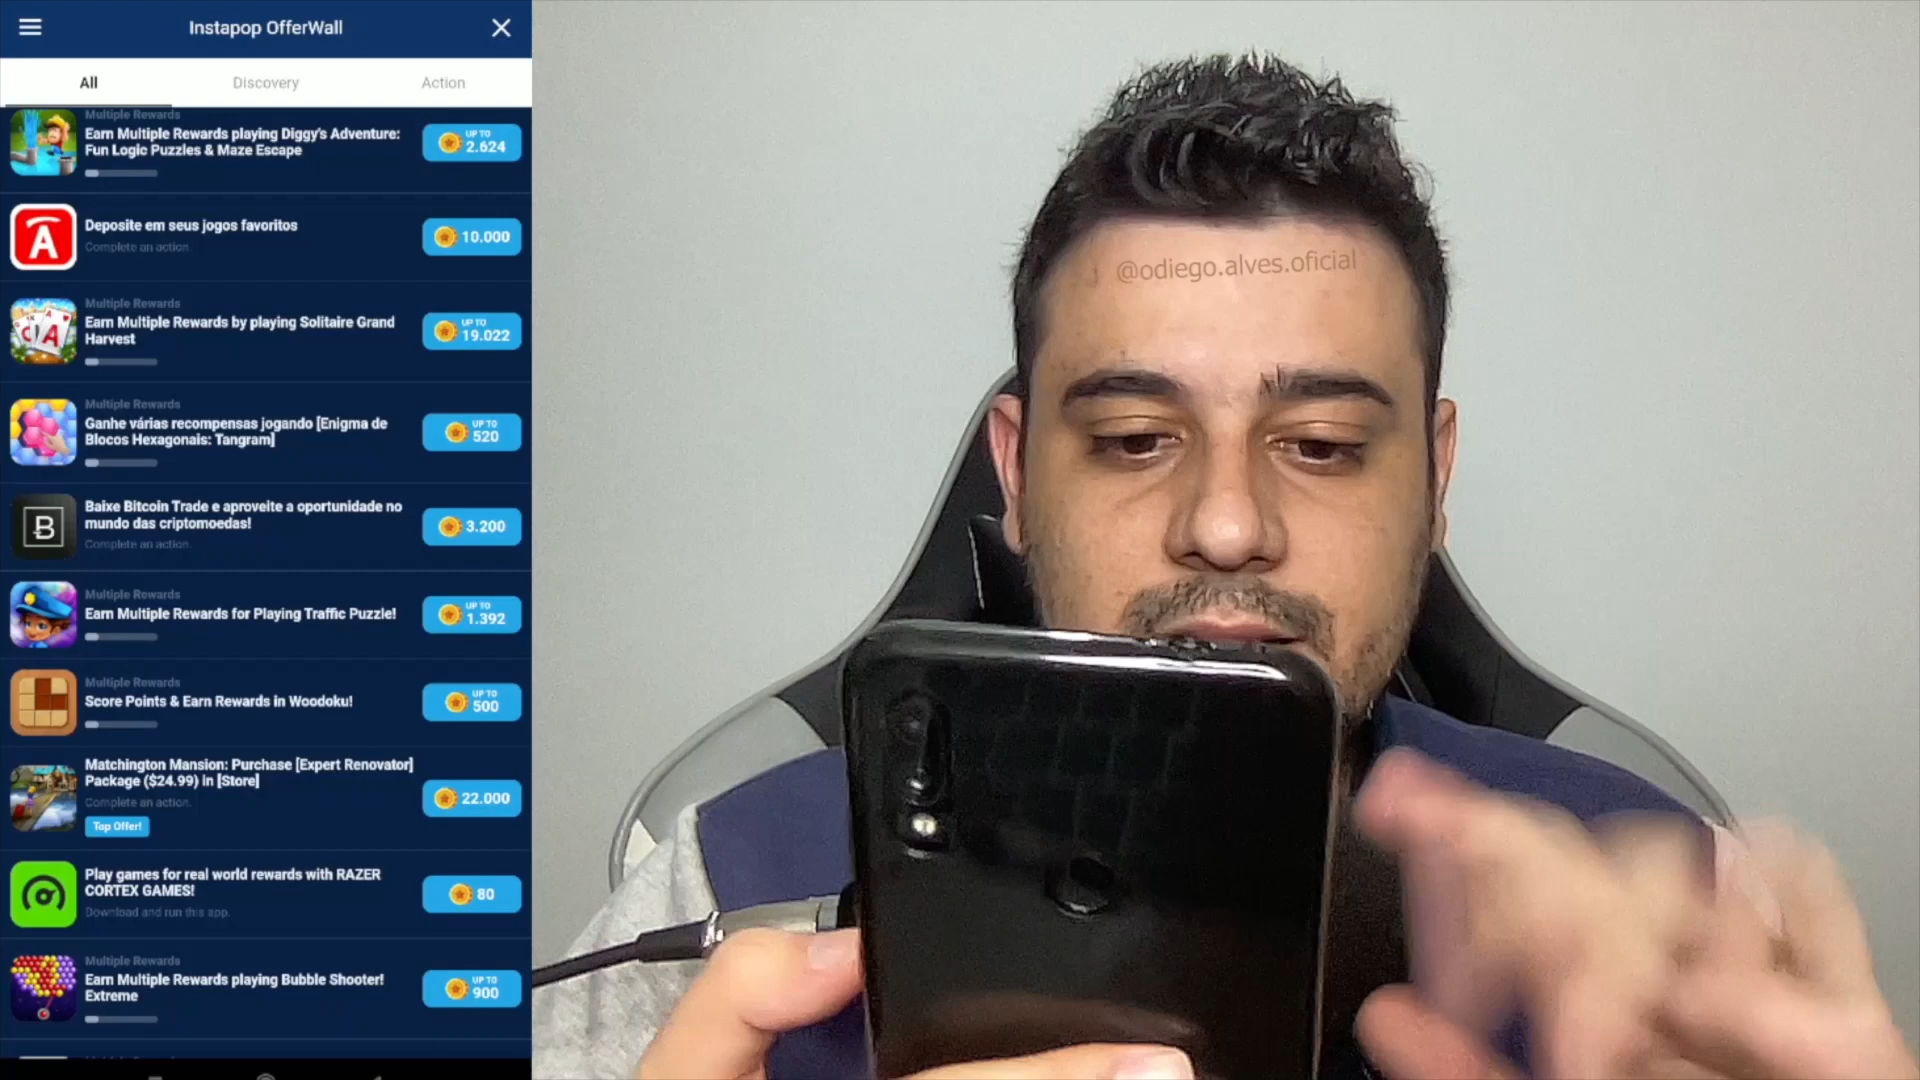 Instapop OfferWall
All
Discovery
Action
Multiple Rewards
Earn Multiple Rewards playing Diggy's Adventure:
Fun Logic Puzzles & Maze Escape
UP TO
2.624
Deposite em seus jogos favoritos
Complete an action.
10.000
Multiple Rewards
Earn Multiple Rewards by playing Solitaire Grand
Harvest
UP TO
19.022
Multiple Rewards
Ganhe várias recompensas jogando [Enigma de
Blocos Hexagonais: Tangram]
UP TO
520
Baixe Bitcoin Trade e aproveite a oportunidade no
mundo das criptomoedas!
Complete an action.
3.200
Multiple Rewards
Earn Multiple Rewards for Playing Traffic Puzzle!
UP TO
1.392
Multiple Rewards
Score Points & Earn Rewards in Woodoku!
UP TO
500
Matchington Mansion: Purchase [Expert Renovator]
Package ($24.99) in [Store]
Complete an action.
Top Offer!
22.000
Play games for real world rewards with RAZER
CORTEX GAMES!
Download and run this app.
80
Multiple Rewards
Earn Multiple Rewards playing Bubble Shooter!
Extreme
UP TO
900
@odiego.alves.oficial